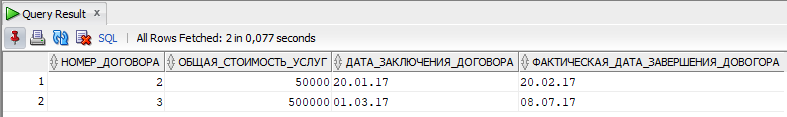 Query Result x
SQL | All Rows Fetched: 2 in 0,077 seconds
НОМЕР_ДОГОВОРА ОБЩАЯ_СТОИМОСТЬ_УСЛУГ ДАТА_ЗАКЛЮЧЕНИЯ_ДОГОВОРА ФАКТИЧЕСКАЯ_ДАТА_ЗАВЕРШЕНИЯ_ДОВОГОРА
1 2 50000 20.01.17 20.02.17
2 3 500000 01.03.17 08.07.17